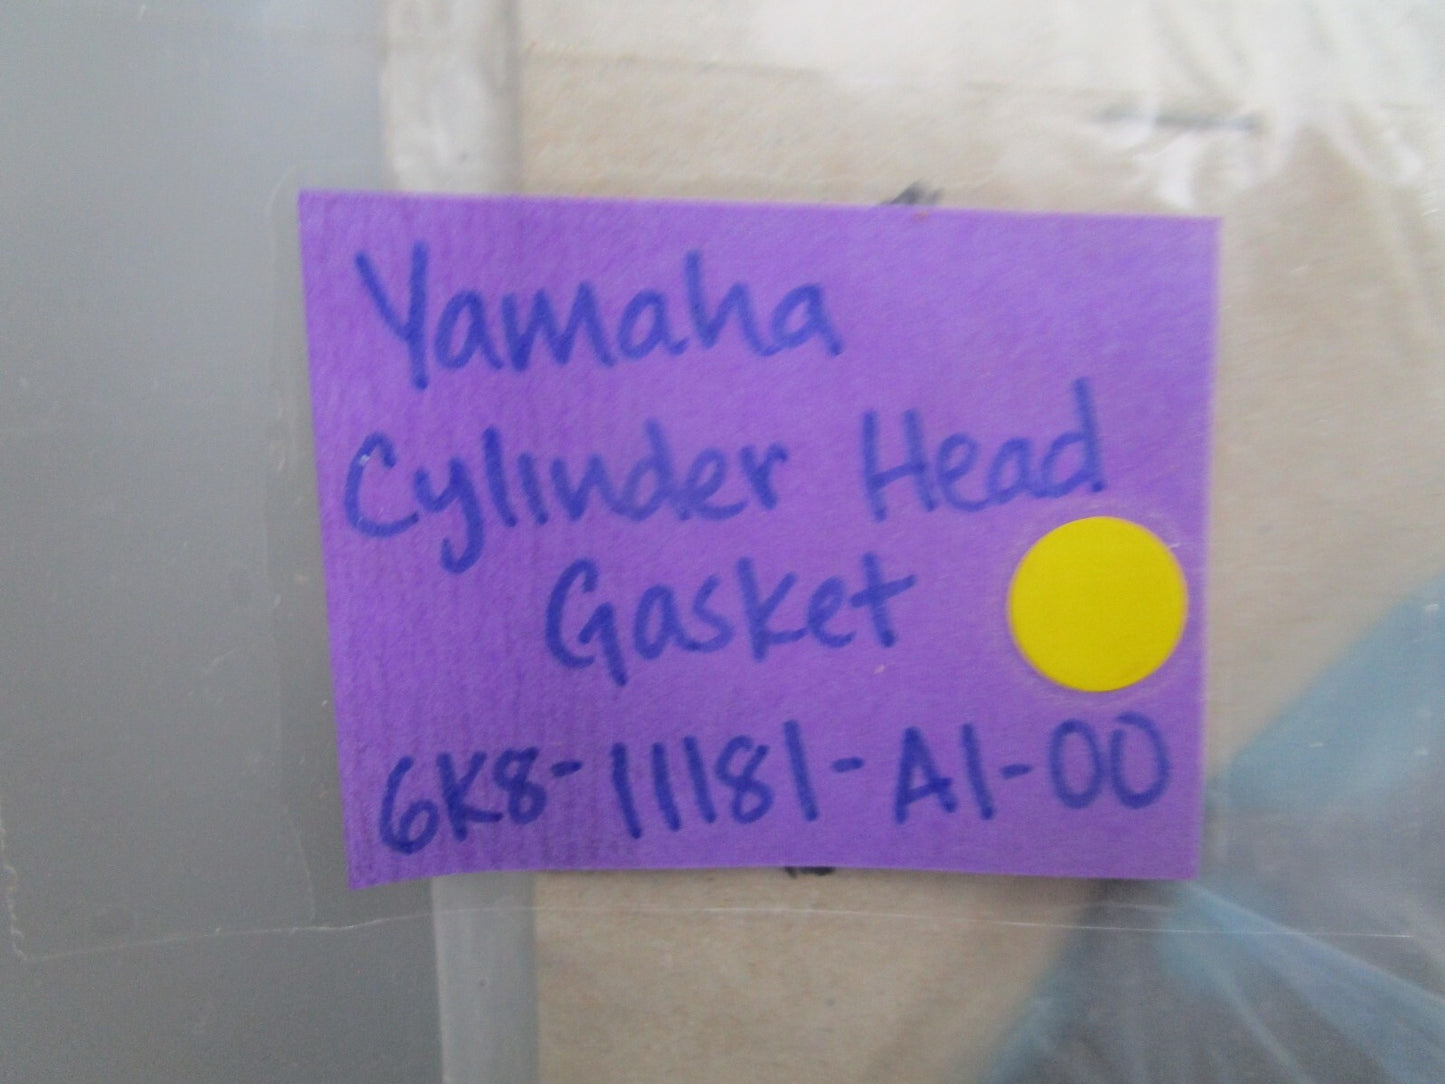 Yamaha
Cylinder Head
Gasket
6K8-11181-A1-00